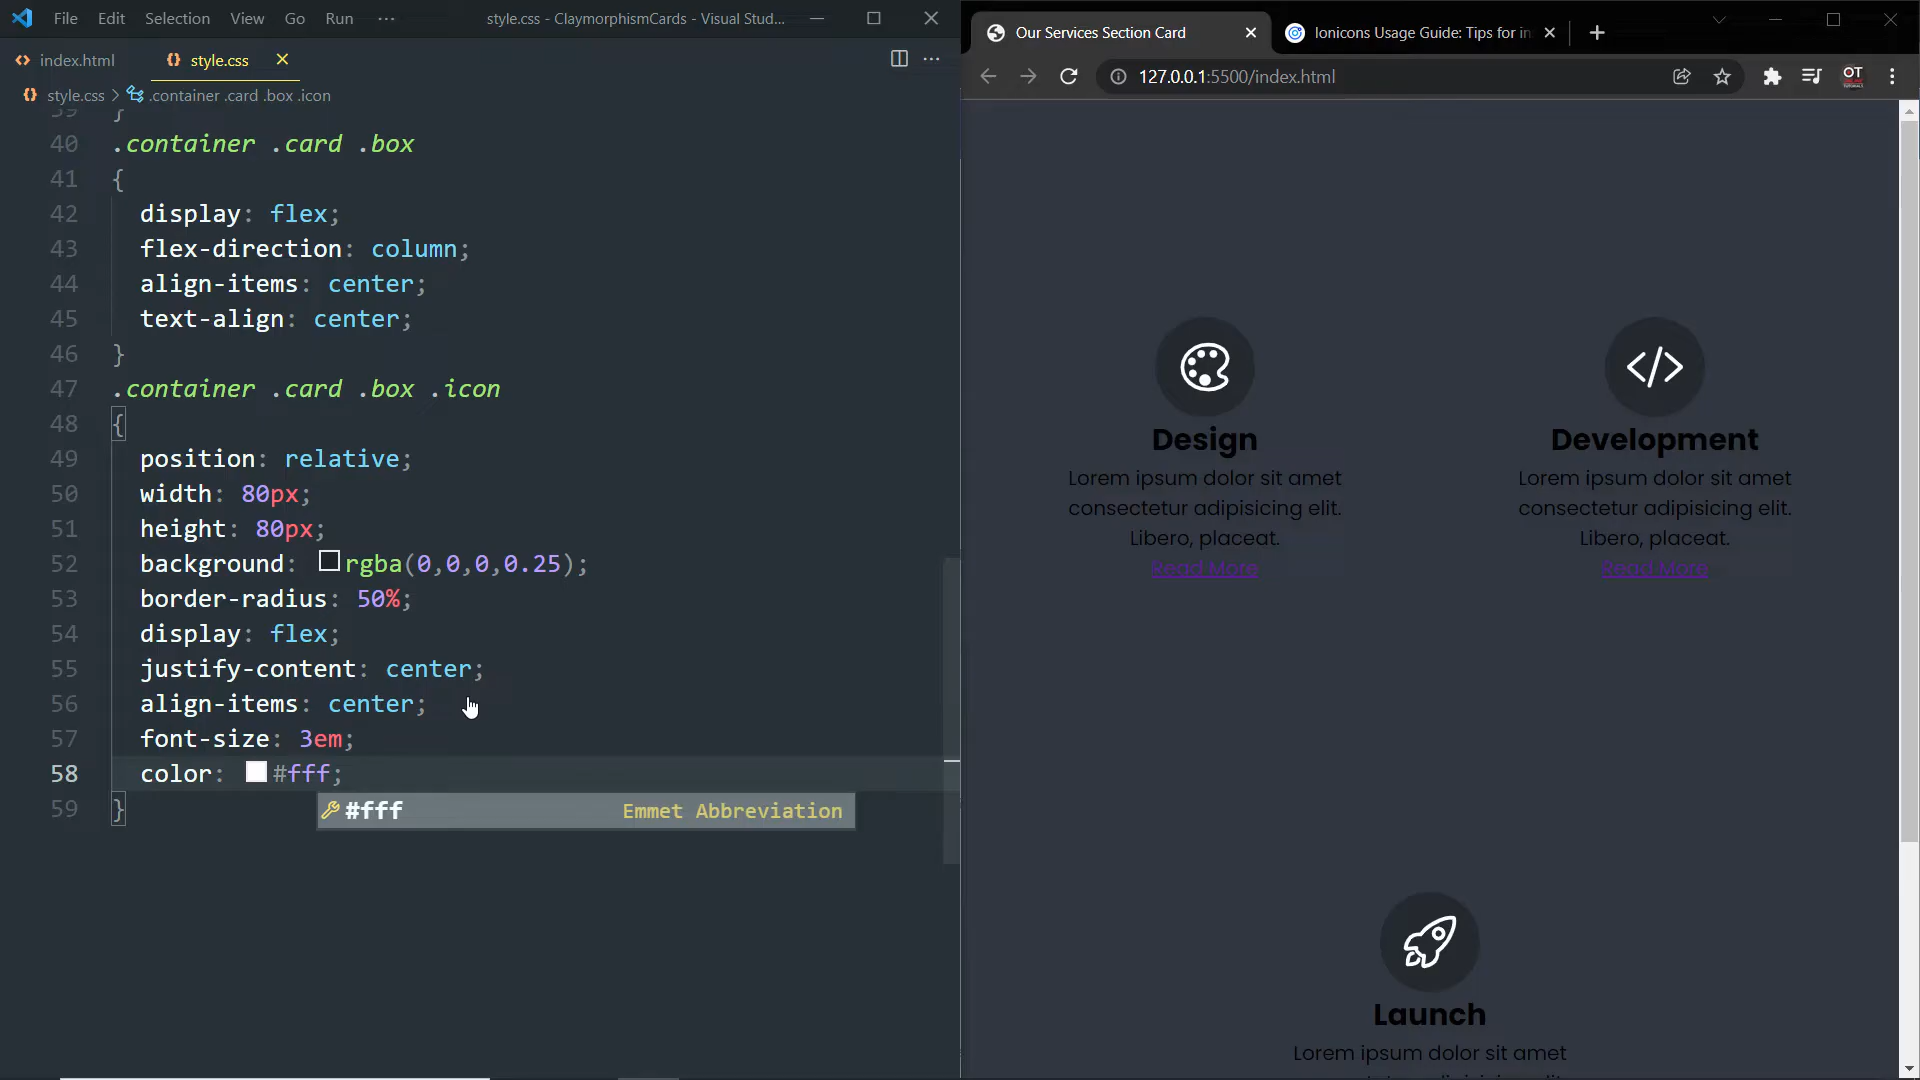 File Edit Selection View Go Run ··· style.css - ClaymorphismCards - Visual Stud...
index.html style.css
style.css > .container .card .box .icon
39 }
40 .container .card .box
41 {
42 display: flex;
43 flex-direction: column;
44 align-items: center;
45 text-align: center;
46 }
47 .container .card .box .icon
48 {
49 position: relative;
50 width: 80px;
51 height: 80px;
52 background: rgba(0,0,0,0.25);
53 border-radius: 50%;
54 display: flex;
55 justify-content: center;
56 align-items: center;
57 font-size: 3em;
58 color: #fff;
59 }
#fff Emmet Abbreviation
Our Services Section Card
Ionicons Usage Guide: Tips for in
127.0.0.1:5500/index.html
OT
Design
Lorem ipsum dolor sit amet
consectetur adipisicing elit.
Libero, placeat.
Read More
Development
Lorem ipsum dolor sit amet
consectetur adipisicing elit.
Libero, placeat.
Read More
Launch
Lorem ipsum dolor sit amet